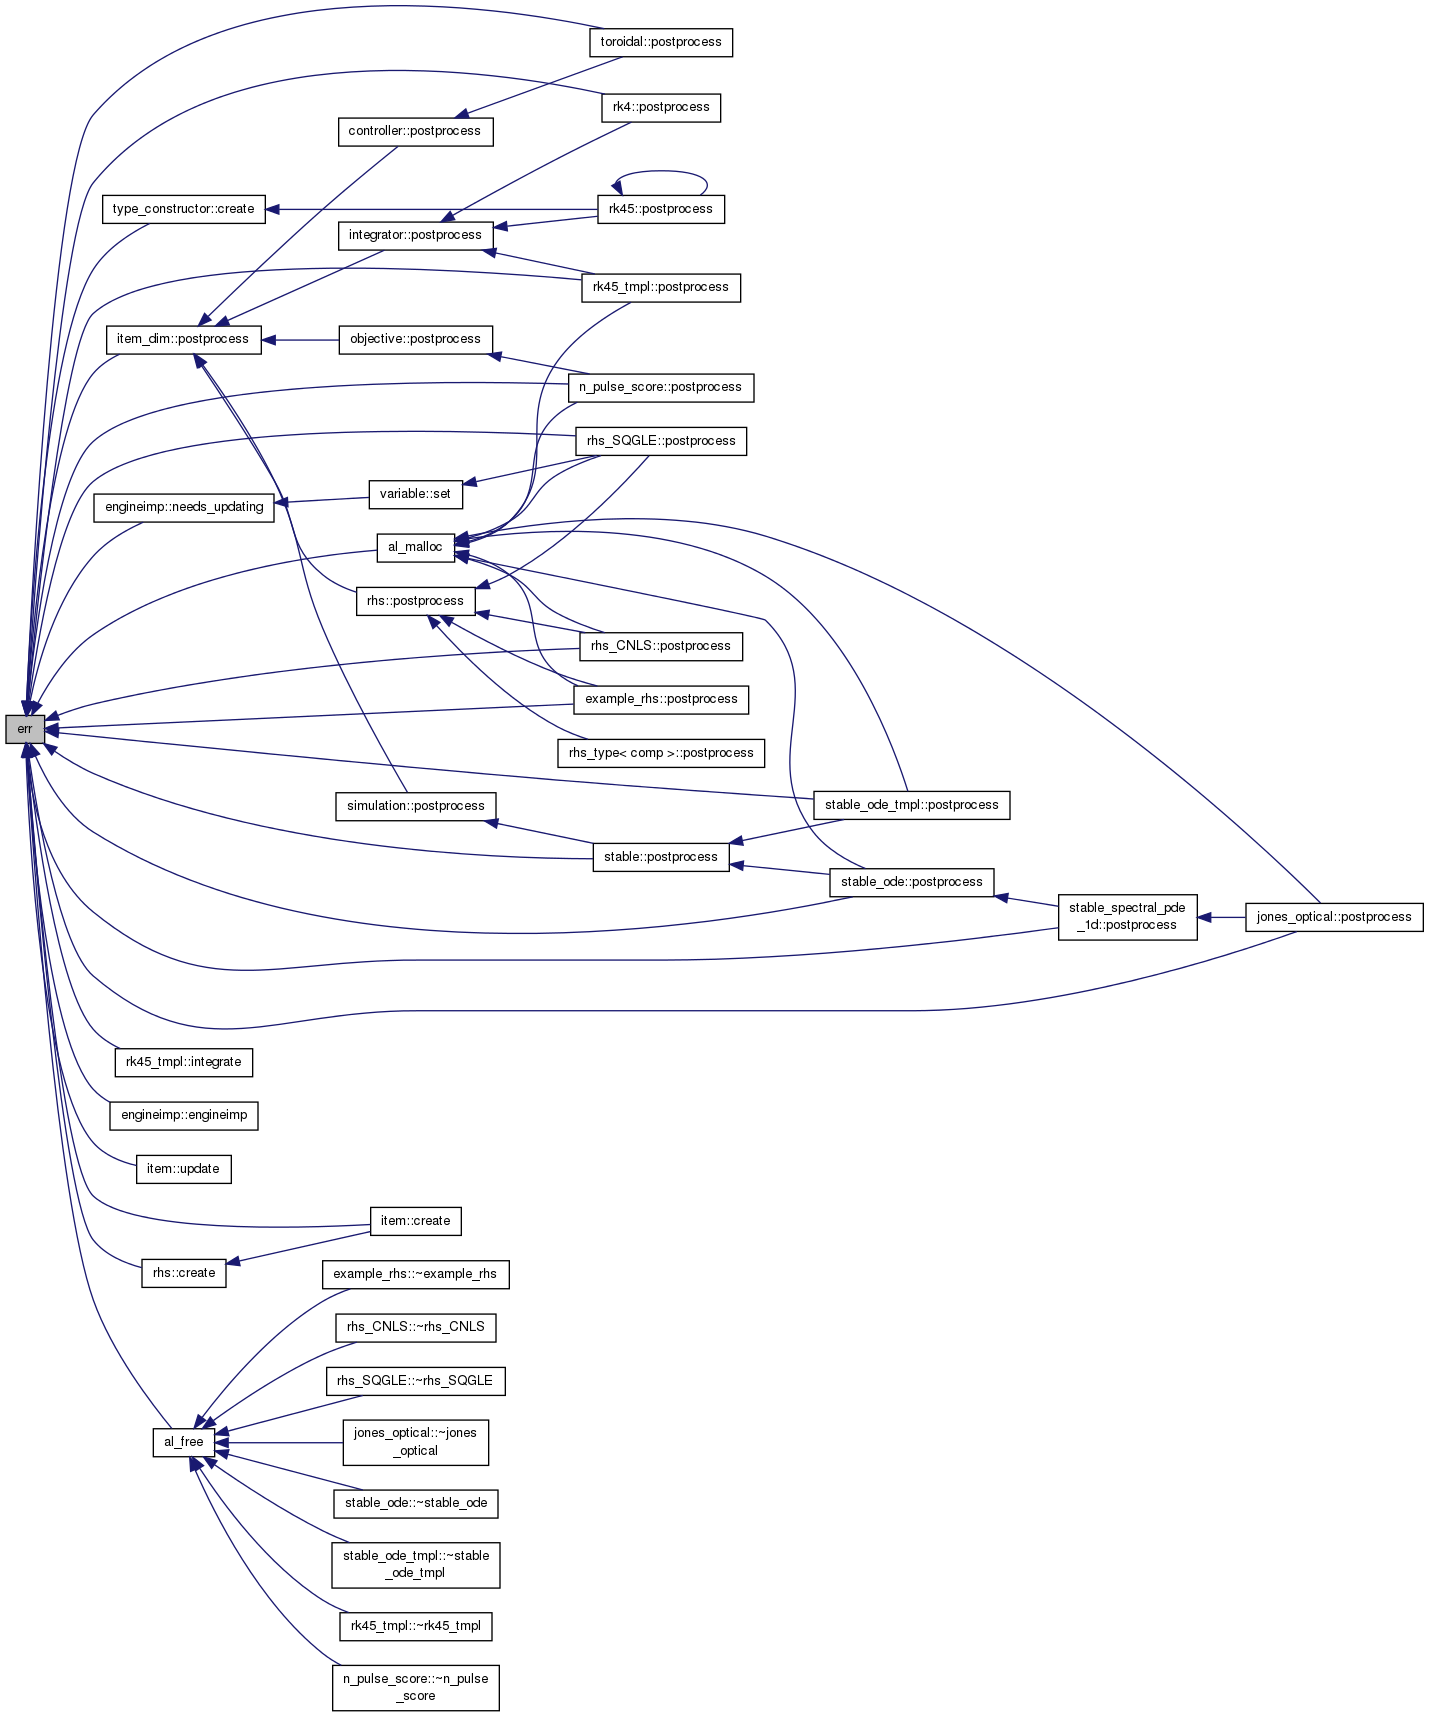 toroidal::postprocess
rk4::postprocess
controller::postprocess
type_constructor::create
rk45::postprocess
integrator::postprocess
rk45_tmpl::postprocess
item_dim::postprocess
objective::postprocess
n_pulse_score::postprocess
rhs_SQGLE::postprocess
variable::set
engineimp::needs_updating
al_malloc
rhs::postprocess
rhs_CNLS::postprocess
example_rhs::postprocess
err
rhs_type< comp >::postprocess
simulation::postprocess
stable_ode_tmpl::postprocess
stable::postprocess
stable_ode::postprocess
stable_spectral_pde
_1d::postprocess
jones_optical::postprocess
rk45_tmpl::integrate
engineimp::engineimp
item::update
item::create
rhs::create
example_rhs::~example_rhs
rhs_CNLS::~rhs_CNLS
rhs_SQGLE::~rhs_SQGLE
al_free
jones_optical::~jones
_optical
stable_ode::~stable_ode
stable_ode_tmpl::~stable
_ode_tmpl
rk45_tmpl::~rk45_tmpl
n_pulse_score::~n_pulse
_score